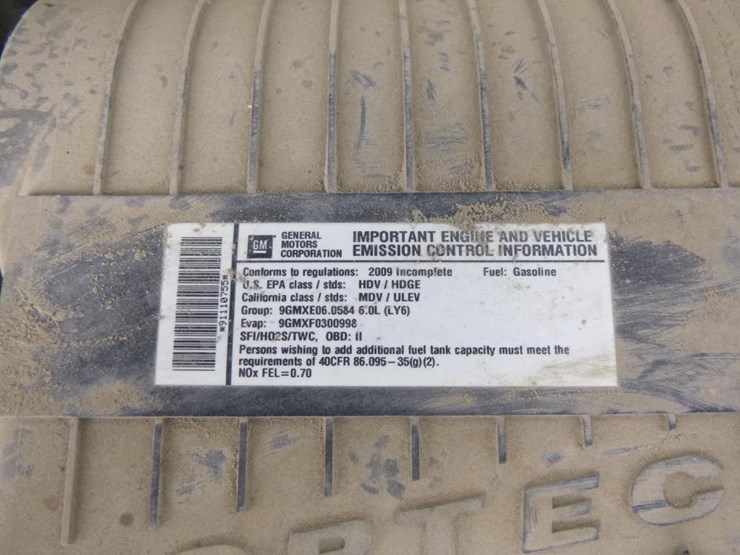 GM
GENERAL
MOTORS
CORPORATION
IMPORTANT ENGINE AND VEHICLE
EMISSION CONTROL INFORMATION
Conforms to regulations: 2009 Incomplete Fuel: Gasoline
U.S. EPA class / stds: HDV / HDGE
California class / stds: MDV / ULEV
Group: 9GMXE06.0584 6.0L (LY6)
Evap: 9GMXF0300998
SFI/HO2S/TWC, OBD: II
Persons wishing to add additional fuel tank capacity must meet the
requirements of 40CFR 86.095-35(g)(2).
NOx FEL=0.70
*91110755*
RTEC